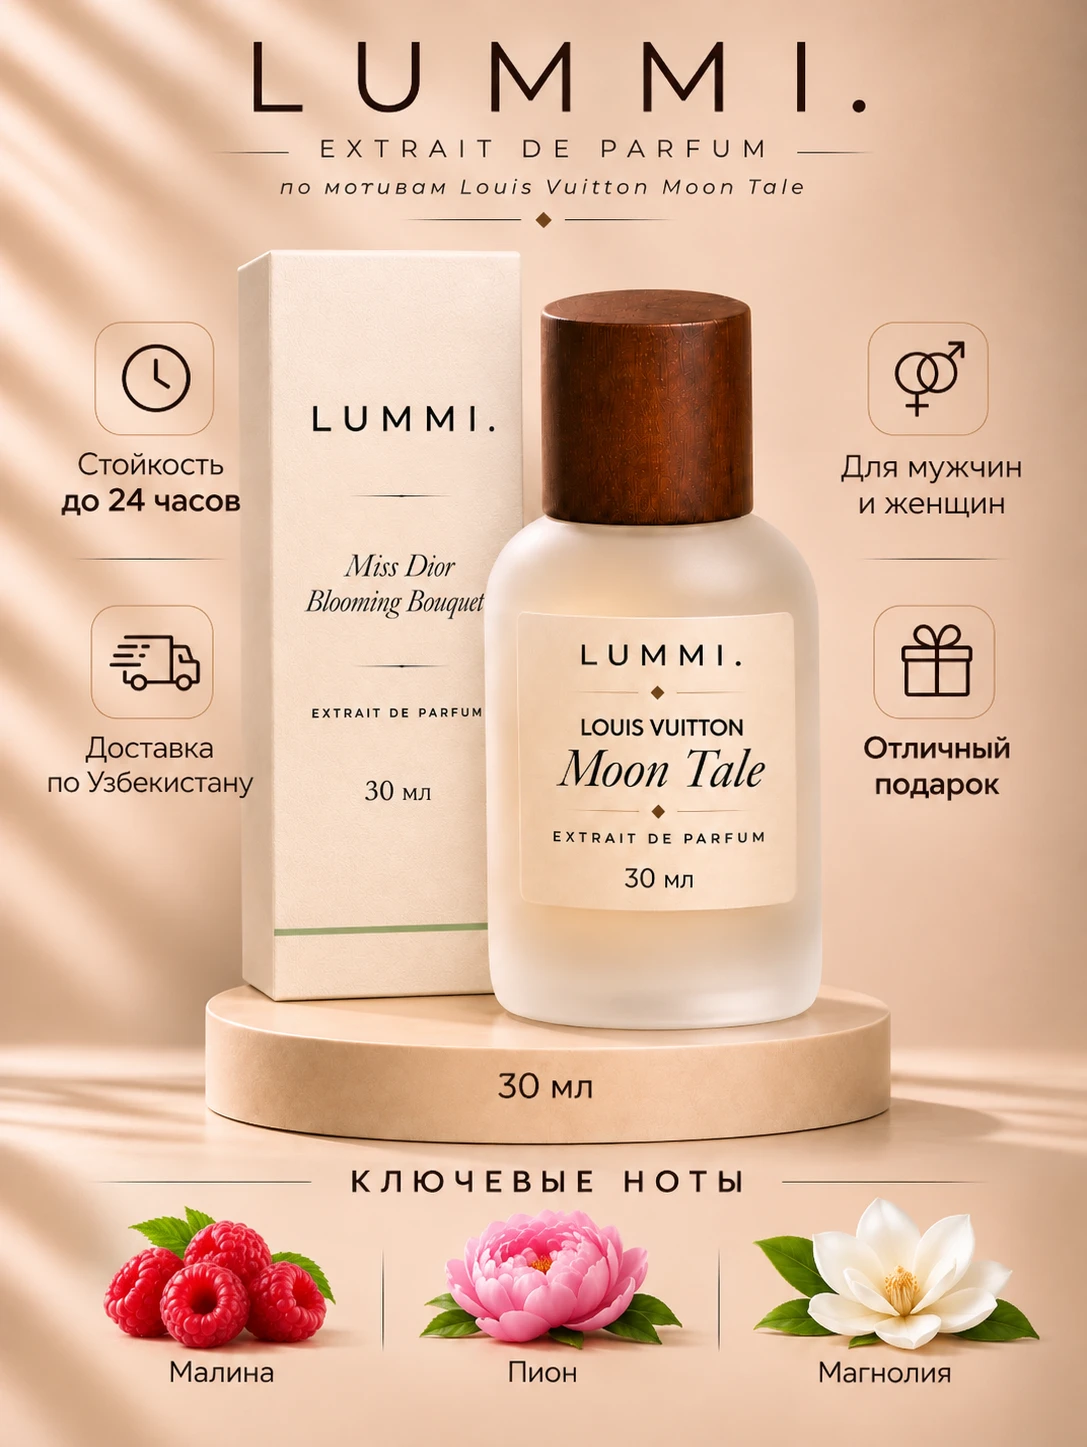 LUMMI.
EXTRAIT DE PARFUM
по мотивам Louis Vuitton Moon Tale
Стойкость
до 24 часов
Доставка
по Узбекистану
LUMMI.
Miss Dior
Blooming Bouquet
EXTRAIT DE PARFUM
30 мл
LUMMI.
LOUIS VUITTON
Moon Tale
EXTRAIT DE PARFUM
30 мл
Для мужчин
и женщин
Отличный
подарок
30 мл
КЛЮЧЕВЫЕ НОТЫ
Малина
Пион
Магнолия